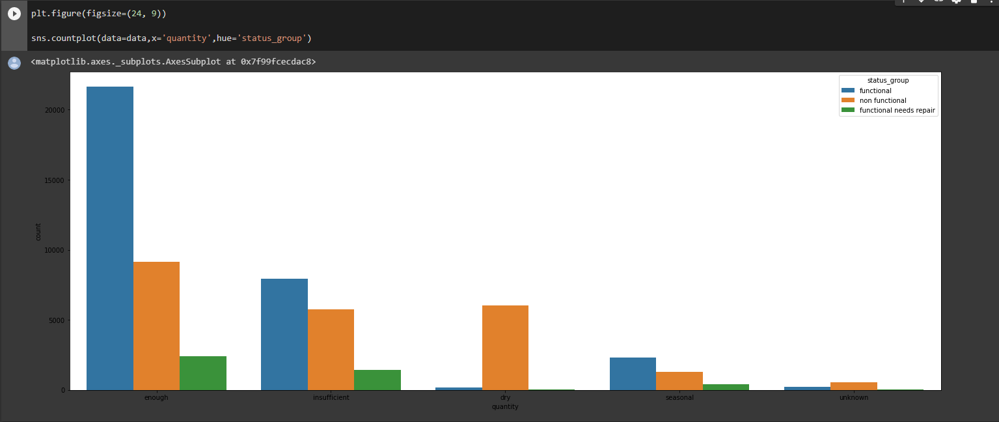 plt.figure(figsize=(24, 9))
sns.countplot(data=data,x='quantity',hue='status_group')
<matplotlib.axes._subplots.AxesSubplot at 0x7f99fcecdac8>
status_group
functional
non functional
functional needs repair
20000
15000
10000
5000
0
count
enough insufficient dry seasonal unknown
quantity